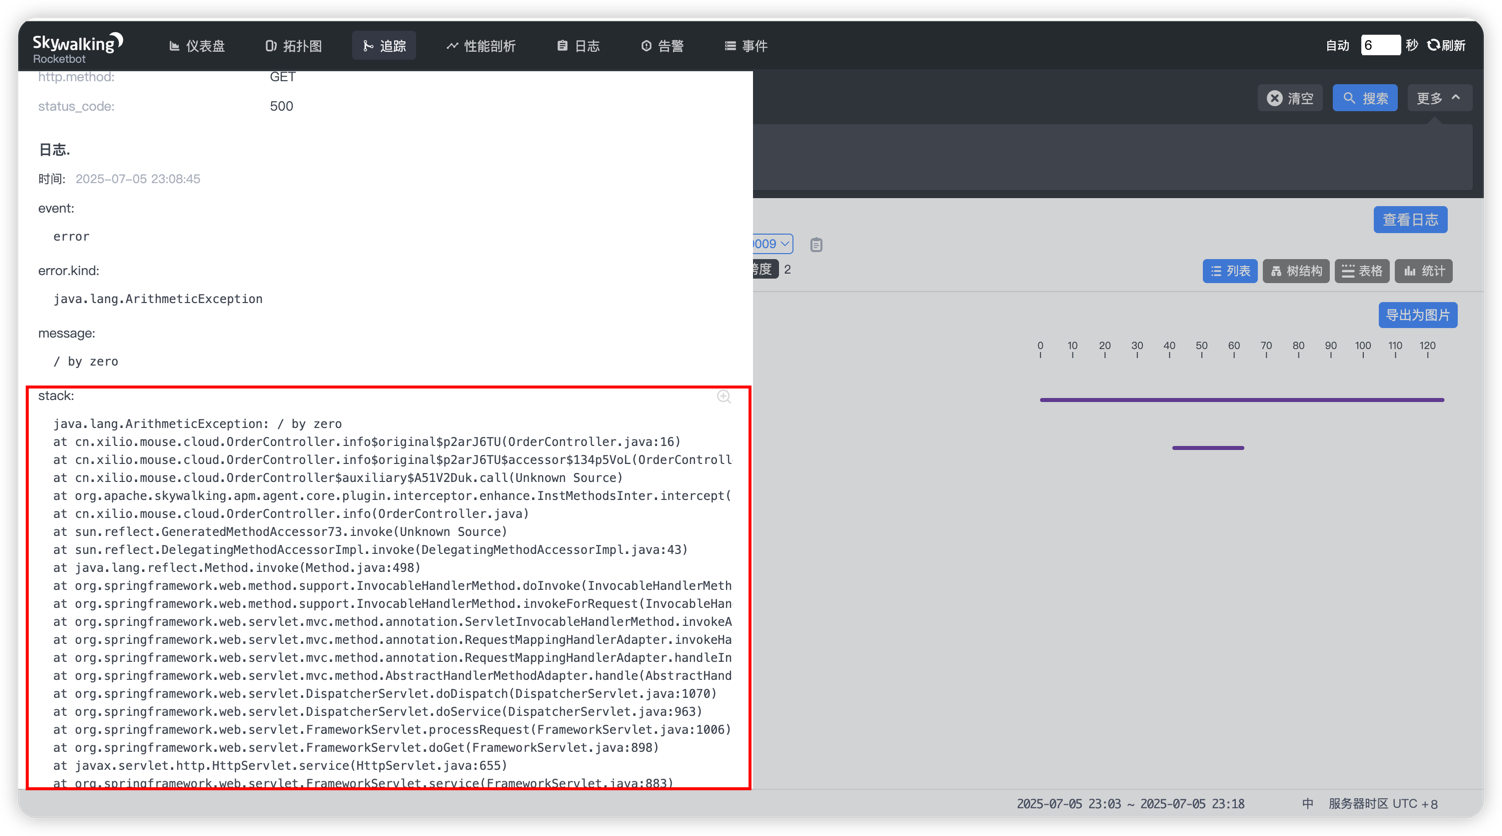 Skywalking
Rocketbot
仪表盘
拓扑图
追踪
性能剖析
日志
告警
事件
自动 6 秒 刷新
http.method: GET
status_code: 500
清空
搜索
更多
日志.
时间: 2025-07-05 23:08:45
event:
error
error.kind:
java.lang.ArithmeticException
message:
/ by zero
查看日志
0009
2
列表
树结构
表格
统计
导出为图片
0 10 20 30 40 50 60 70 80 90 100 110 120
stack:
java.lang.ArithmeticException: / by zero
at cn.xilio.mouse.cloud.OrderController.info$original$p2arJ6TU(OrderController.java:16)
at cn.xilio.mouse.cloud.OrderController.info$original$p2arJ6TU$accessor$134p5VoL(OrderControll
at cn.xilio.mouse.cloud.OrderController$auxiliary$A51V2Duk.call(Unknown Source)
at org.apache.skywalking.apm.agent.core.plugin.interceptor.enhance.InstMethodsInter.intercept(
at cn.xilio.mouse.cloud.OrderController.info(OrderController.java)
at sun.reflect.GeneratedMethodAccessor73.invoke(Unknown Source)
at sun.reflect.DelegatingMethodAccessorImpl.invoke(DelegatingMethodAccessorImpl.java:43)
at java.lang.reflect.Method.invoke(Method.java:498)
at org.springframework.web.method.support.InvocableHandlerMethod.doInvoke(InvocableHandlerMeth
at org.springframework.web.method.support.InvocableHandlerMethod.invokeForRequest(InvocableHan
at org.springframework.web.servlet.mvc.method.annotation.ServletInvocableHandlerMethod.invokeA
at org.springframework.web.servlet.mvc.method.annotation.RequestMappingHandlerAdapter.invokeHa
at org.springframework.web.servlet.mvc.method.annotation.RequestMappingHandlerAdapter.handleIn
at org.springframework.web.servlet.mvc.method.AbstractHandlerMethodAdapter.handle(AbstractHand
at org.springframework.web.servlet.DispatcherServlet.doDispatch(DispatcherServlet.java:1070)
at org.springframework.web.servlet.DispatcherServlet.doService(DispatcherServlet.java:963)
at org.springframework.web.servlet.FrameworkServlet.processRequest(FrameworkServlet.java:1006)
at org.springframework.web.servlet.FrameworkServlet.doGet(FrameworkServlet.java:898)
at javax.servlet.http.HttpServlet.service(HttpServlet.java:655)
at org.springframework.web.servlet.FrameworkServlet.service(FrameworkServlet.java:883)
2025-07-05 23:03 ~ 2025-07-05 23:18
中
服务器时区 UTC +8